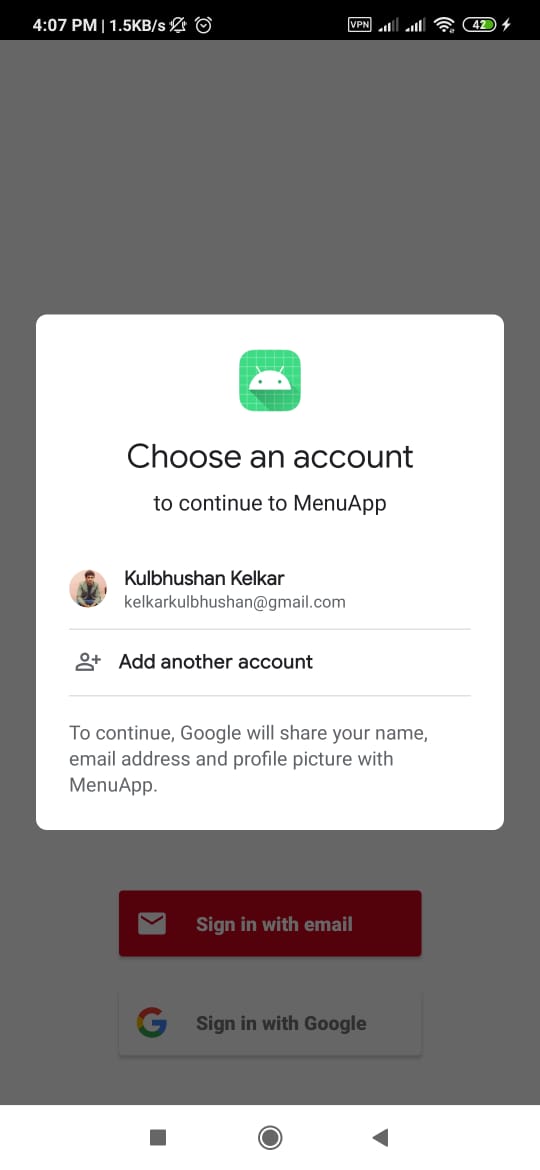 4:07 PM | 1.5KB/s
VPN
42
Choose an account
to continue to MenuApp
Kulbhushan Kelkar
kelkarkulbhushan@gmail.com
Add another account
To continue, Google will share your name,
email address and profile picture with
MenuApp.
Sign in with email
Sign in with Google